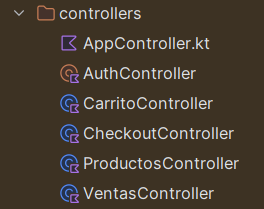 controllers
AppController.kt
AuthController
CarritoController
CheckoutController
ProductosController
VentasController